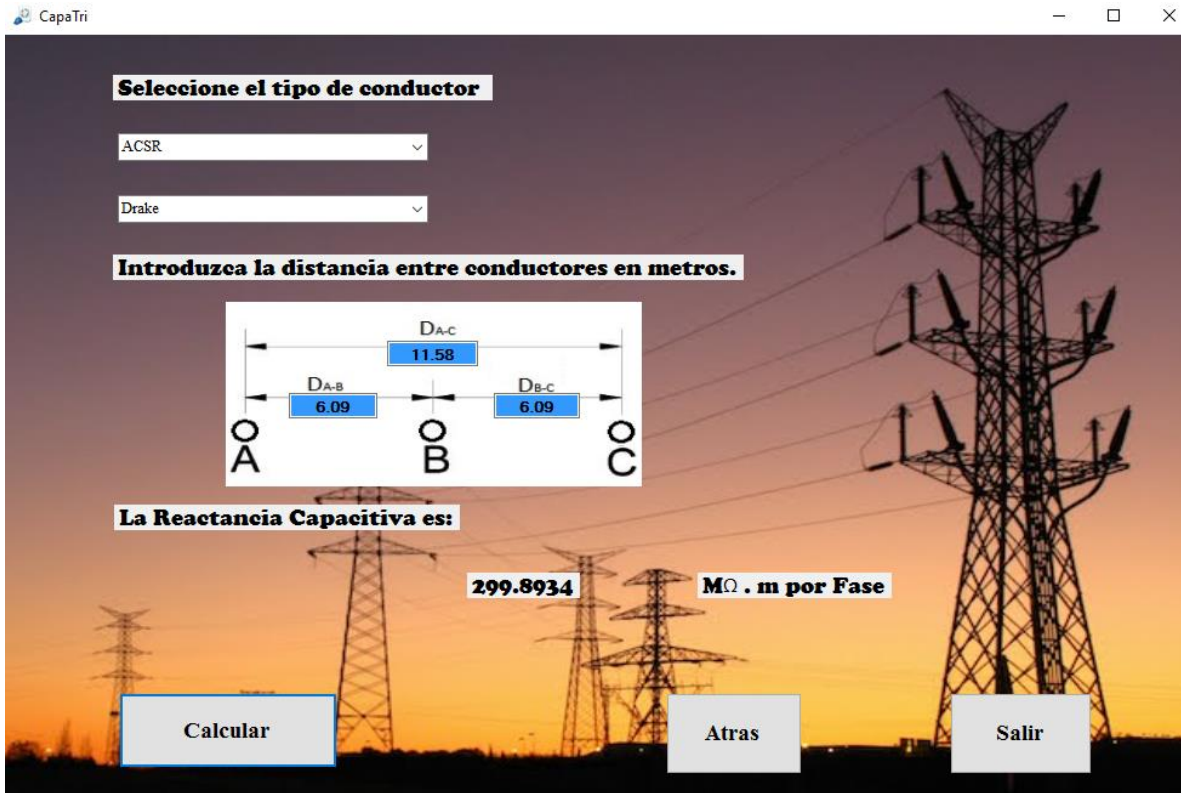 CapaTri
Seleccione el tipo de conductor
ACSR
Drake
Introduzca la distancia entre conductores en metros.
DA-C
11.58
DA-B DB-C
6.09 6.09
A B C
La Reactancia Capacitiva es:
299.8934 MΩ . m por Fase
Calcular Atras Salir